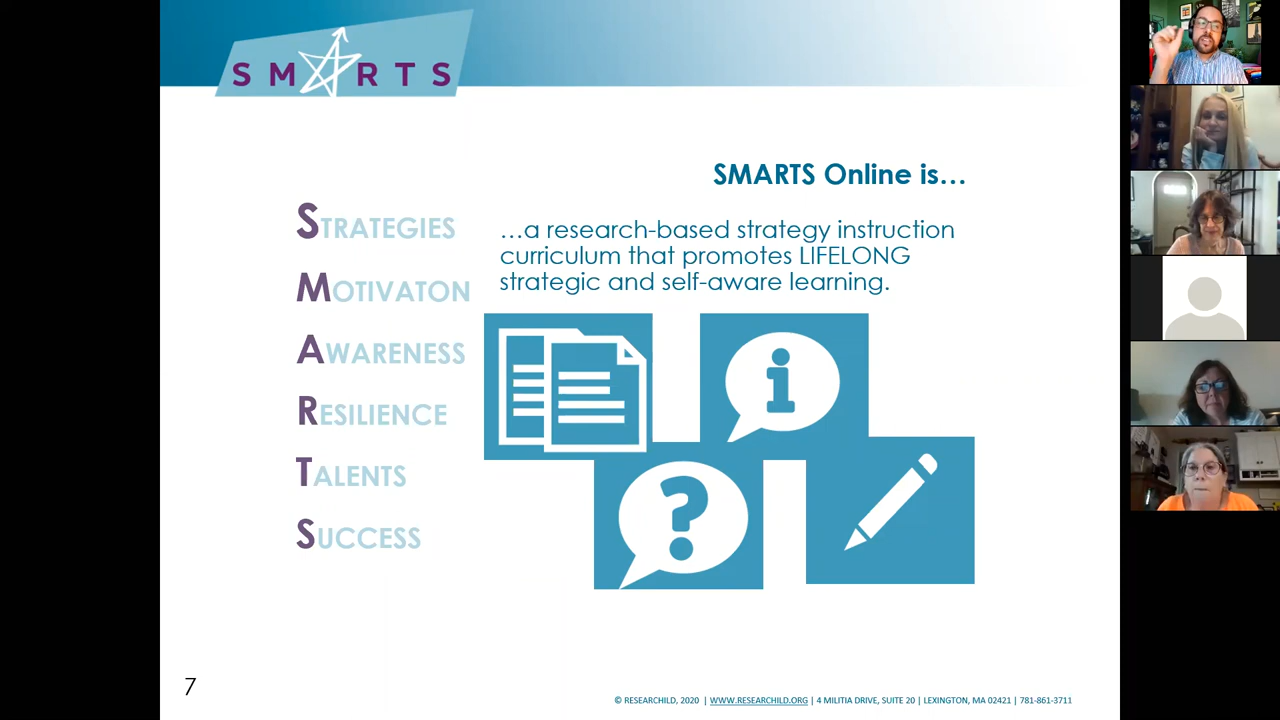 SMARTS
SMARTS Online is…
STRATEGIES
MOTIVATON
AWARENESS
RESILIENCE
TALENTS
SUCCESS
…a research-based strategy instruction
curriculum that promotes LIFELONG
strategic and self-aware learning.
i
?
7
© RESEARCHILD, 2020 | WWW.RESEARCHILD.ORG | 4 MILITIA DRIVE, SUITE 20 | LEXINGTON, MA 02421 | 781-861-3711